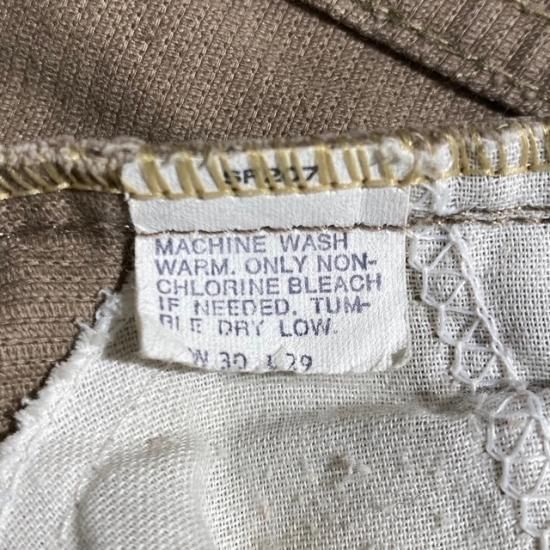 MACHINE WASH
WARM. ONLY NON-
CHLORINE BLEACH
IF NEEDED. TUM-
BLE DRY LOW.
W 30 L 29